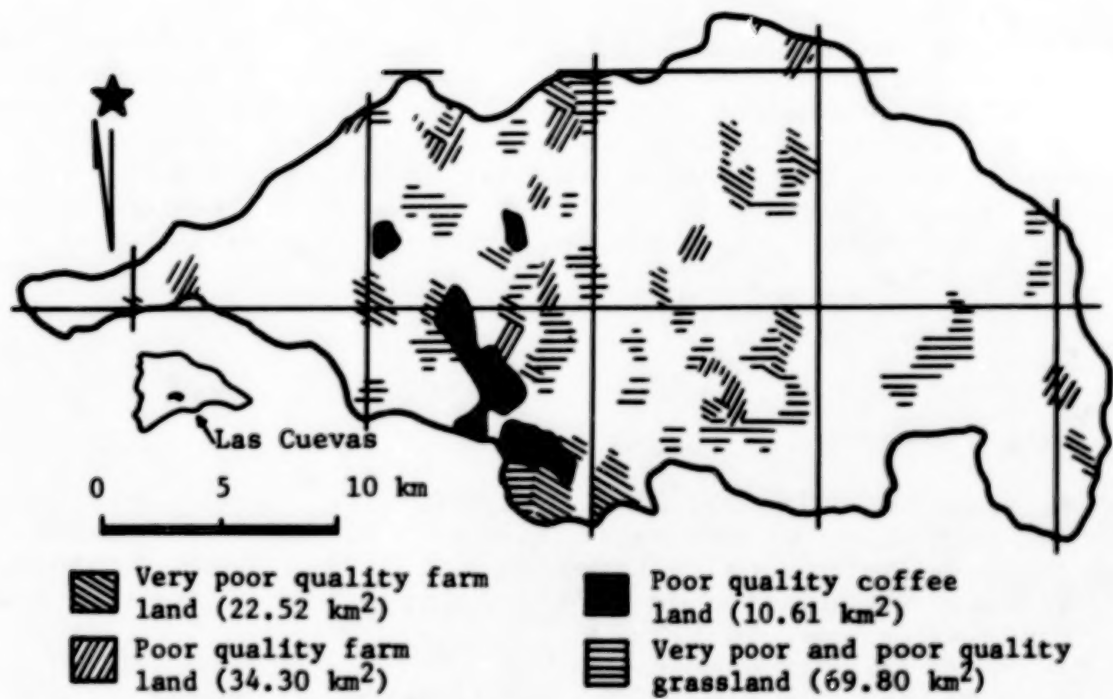 Las Cuevas
0 5 10 km
Very poor quality farm
land (22.52 km²)
Poor quality farm
land (34.30 km²)
Poor quality coffee
land (10.61 km²)
Very poor and poor quality
grassland (69.80 km²)